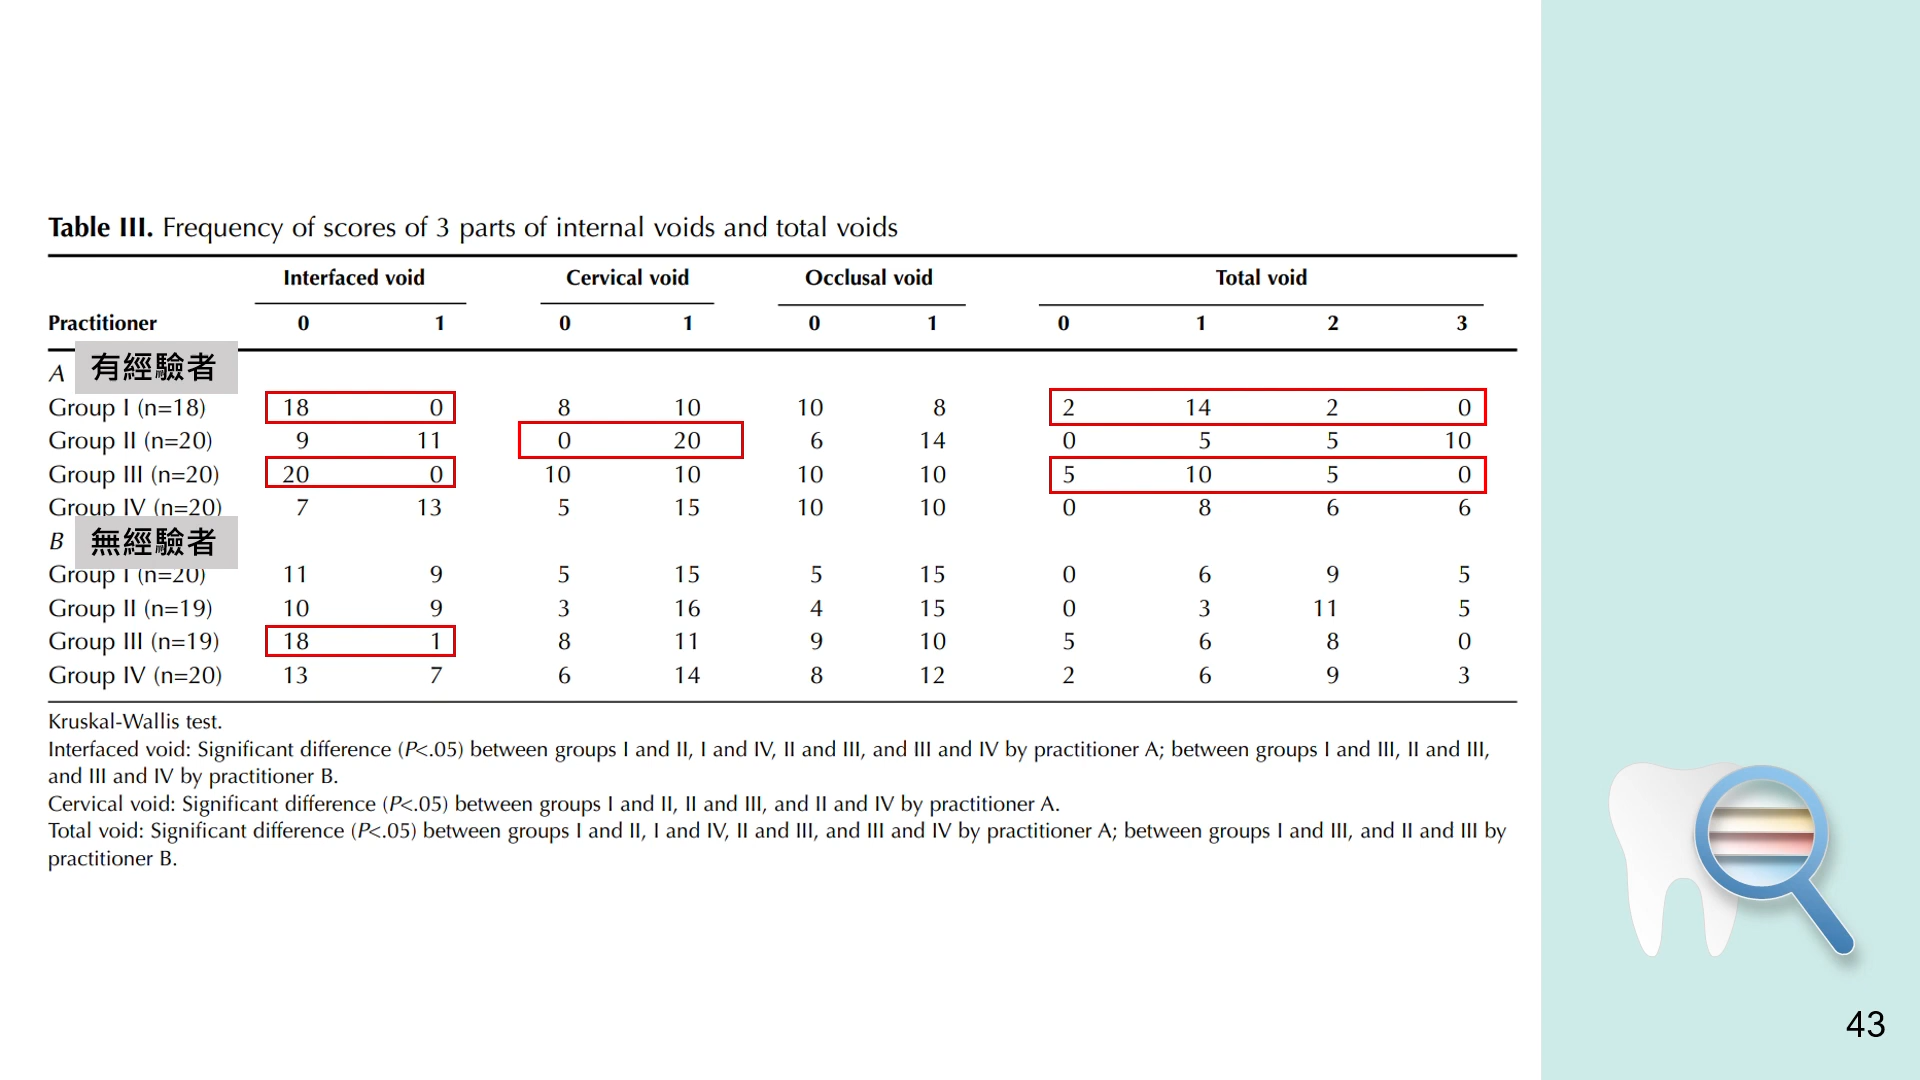 Table III. Frequency of scores of 3 parts of internal voids and total voids
Interfaced void Cervical void Occlusal void Total void
Practitioner 0 1 0 1 0 1 0 1 2 3
A 有經驗者
Group I (n=18) 18 0 8 10 10 8 2 14 2 0
Group II (n=20) 9 11 0 20 6 14 0 5 5 10
Group III (n=20) 20 0 10 10 10 10 5 10 5 0
Group IV (n=20) 7 13 5 15 10 10 0 8 6 6
B 無經驗者
Group I (n=20) 11 9 5 15 5 15 0 6 9 5
Group II (n=19) 10 9 3 16 4 15 0 3 11 5
Group III (n=19) 18 1 8 11 9 10 5 6 8 0
Group IV (n=20) 13 7 6 14 8 12 2 6 9 3
Kruskal-Wallis test.
Interfaced void: Significant difference (P<.05) between groups I and II, I and IV, II and III, and III and IV by practitioner A; between groups I and III, II and III,
and III and IV by practitioner B.
Cervical void: Significant difference (P<.05) between groups I and II, II and III, and II and IV by practitioner A.
Total void: Significant difference (P<.05) between groups I and II, I and IV, II and III, and III and IV by practitioner A; between groups I and III, and II and III by
practitioner B.
43